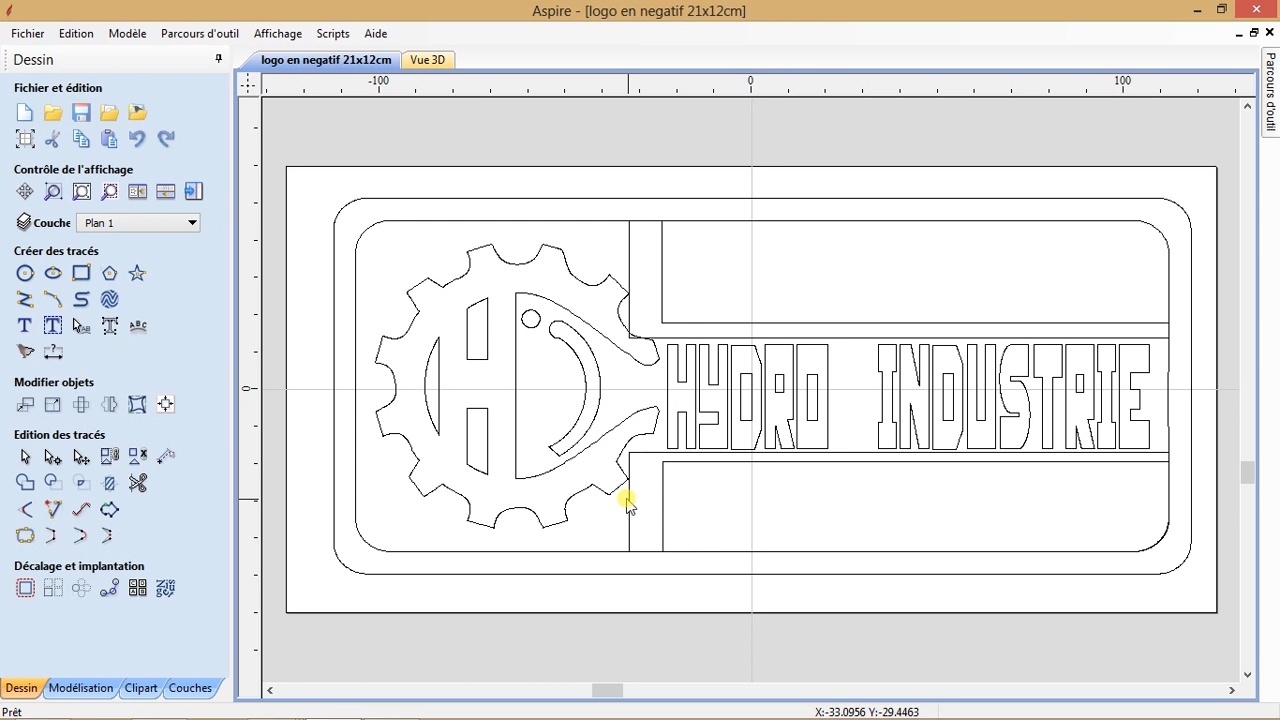 Aspire - [logo en negatif 21x12cm]
Fichier Edition Modèle Parcours d'outil Affichage Scripts Aide
Dessin
logo en negatif 21x12cm Vue 3D
Parcours d'outil
Fichier et édition
-100 0 100
Contrôle de l'affichage
Couche Plan 1
Créer des tracés
HYDRO INDUSTRIE
0
Modifier objets
Edition des tracés
Décalage et implantation
Dessin Modélisation Clipart Couches
Prêt X:-33.0956 Y:-29.4463